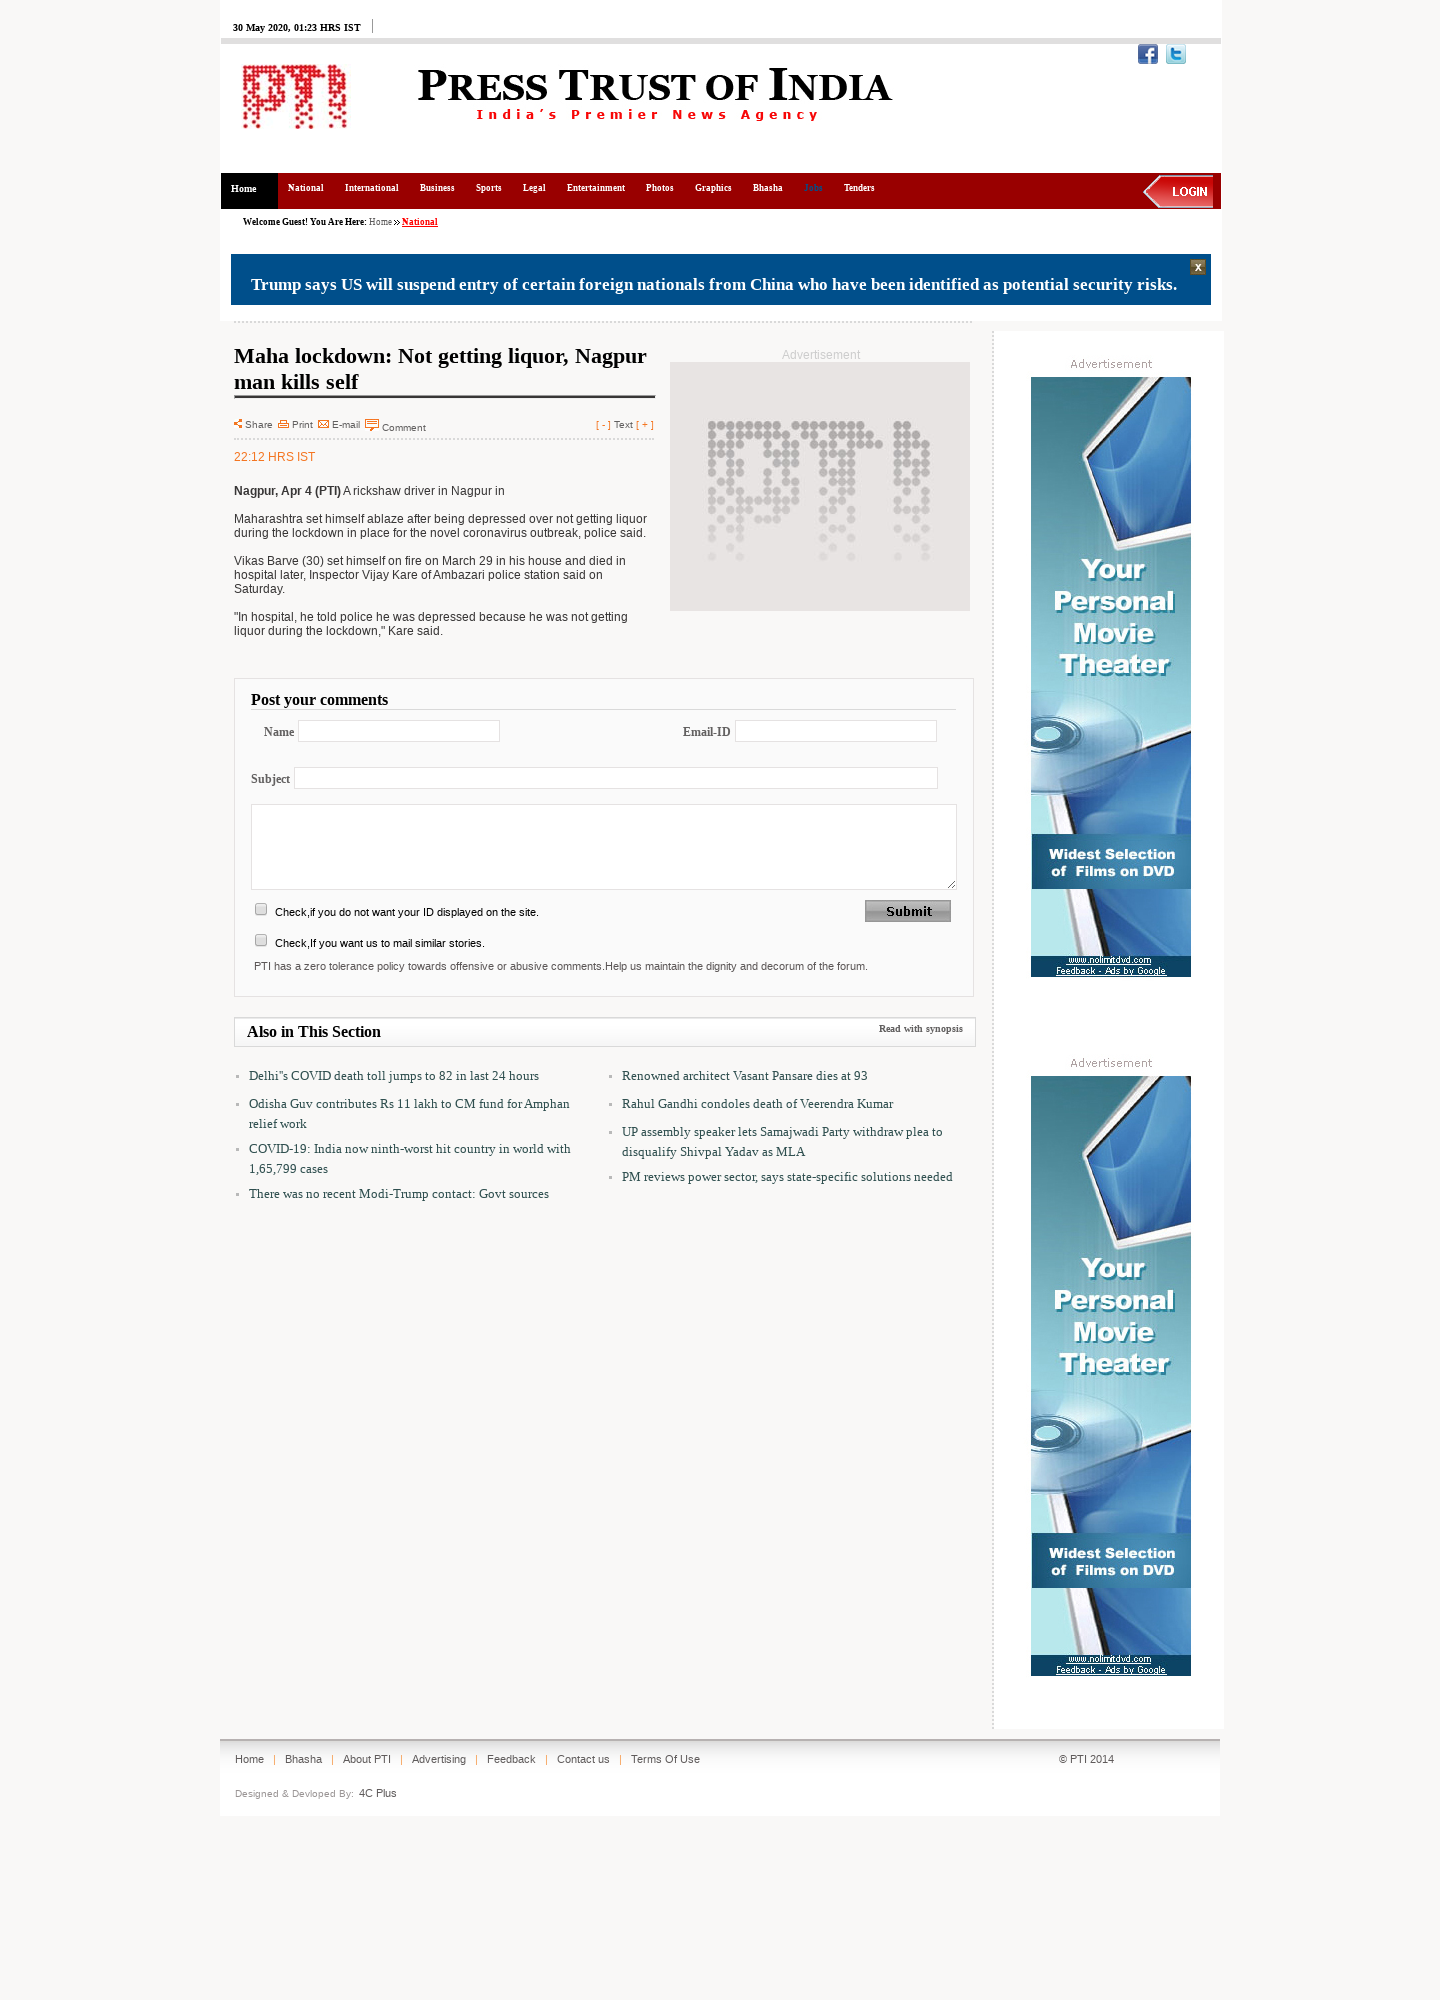 30 May 2020, 01:23 HRS IST
PRESS TRUST OF INDIA
India's Premier News Agency
Home National International Business Sports Legal Entertainment Photos Graphics Bhasha Jobs Tenders LOGIN
Welcome Guest! You Are Here: Home National
x
Trump says US will suspend entry of certain foreign nationals from China who have been identified as potential security risks.
Maha lockdown: Not getting liquor, Nagpur
man kills self
Share Print E-mail Comment [ - ] Text [ + ]
22:12 HRS IST
Nagpur, Apr 4 (PTI) A rickshaw driver in Nagpur in
Maharashtra set himself ablaze after being depressed over not getting liquor
during the lockdown in place for the novel coronavirus outbreak, police said.
Vikas Barve (30) set himself on fire on March 29 in his house and died in
hospital later, Inspector Vijay Kare of Ambazari police station said on
Saturday.
"In hospital, he told police he was depressed because he was not getting
liquor during the lockdown," Kare said.
Advertisement
PTI
Post your comments
Name Email-ID
Subject
Check,if you do not want your ID displayed on the site.
Submit
Check,If you want us to mail similar stories.
PTI has a zero tolerance policy towards offensive or abusive comments.Help us maintain the dignity and decorum of the forum.
Also in This Section Read with synopsis
Delhi"s COVID death toll jumps to 82 in last 24 hours
Odisha Guv contributes Rs 11 lakh to CM fund for Amphan
relief work
COVID-19: India now ninth-worst hit country in world with
1,65,799 cases
There was no recent Modi-Trump contact: Govt sources
Renowned architect Vasant Pansare dies at 93
Rahul Gandhi condoles death of Veerendra Kumar
UP assembly speaker lets Samajwadi Party withdraw plea to
disqualify Shivpal Yadav as MLA
PM reviews power sector, says state-specific solutions needed
Advertisement
Your
Personal
Movie
Theater
Widest Selection
of Films on DVD
www.nolimitdvd.com
Feedback - Ads by Google
Advertisement
Your
Personal
Movie
Theater
Widest Selection
of Films on DVD
www.nolimitdvd.com
Feedback - Ads by Google
Home | Bhasha | About PTI | Advertising | Feedback | Contact us | Terms Of Use © PTI 2014
Designed & Devloped By: 4C Plus